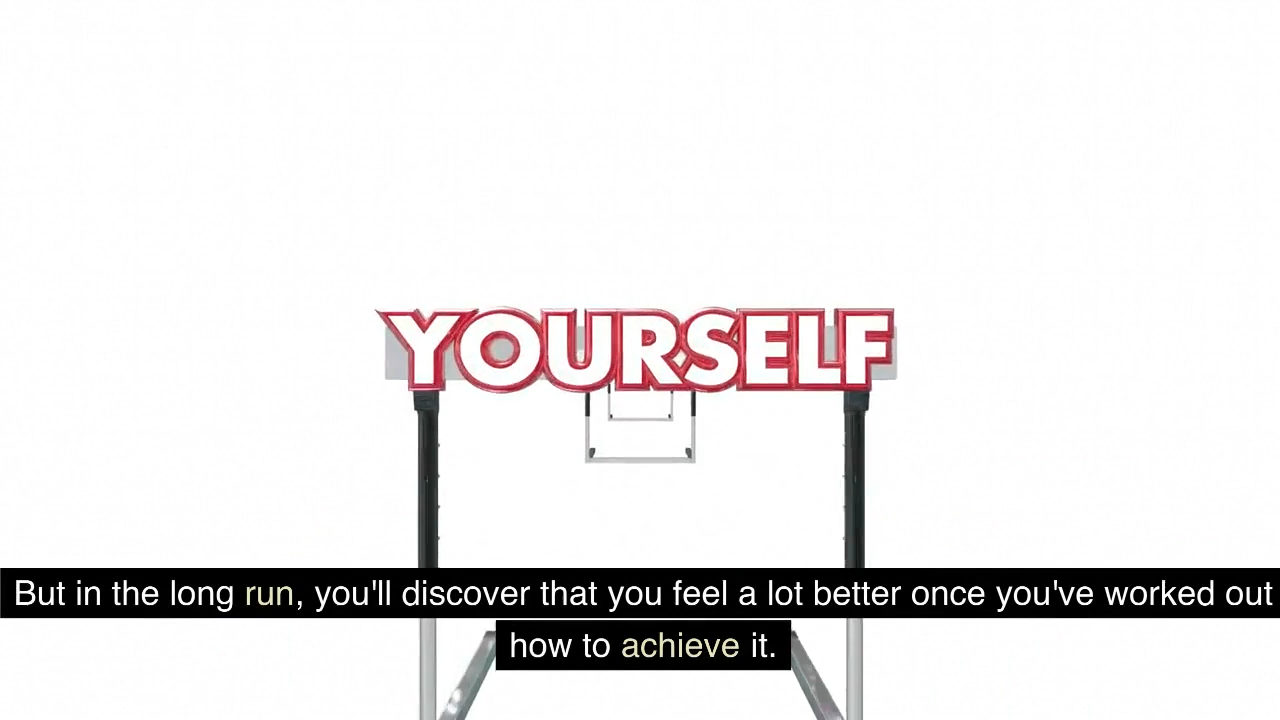 YOURSELF
But in the long run, you'll discover that you feel a lot better once you've worked out
how to achieve it.